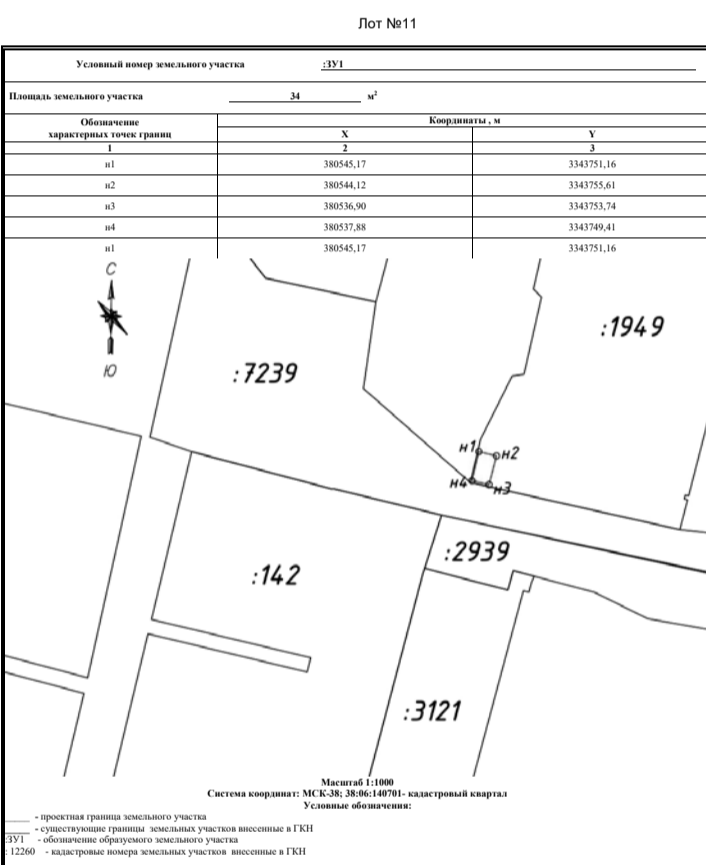 Лот №11
Условный номер земельного участка :ЗУ1
Площадь земельного участка 34 м²
Обозначение характерных точек границ Координаты , м
X Y
1 2 3
н1 380545,17 3343751,16
н2 380544,12 3343755,61
н3 380536,90 3343753,74
н4 380537,88 3343749,41
н1 380545,17 3343751,16
С
Ю
:1949
:7239
н1
н2
н4
н3
:2939
:142
:3121
Масштаб 1:1000
Система координат: МСК-38; 38:06:140701- кадастровый квартал
Условные обозначения:
- проектная граница земельного участка
- существующие границы земельных участков внесенные в ГКН
:ЗУ1 - обозначение образуемого земельного участка
: 12260 - кадастровые номера земельных участков внесенные в ГКН